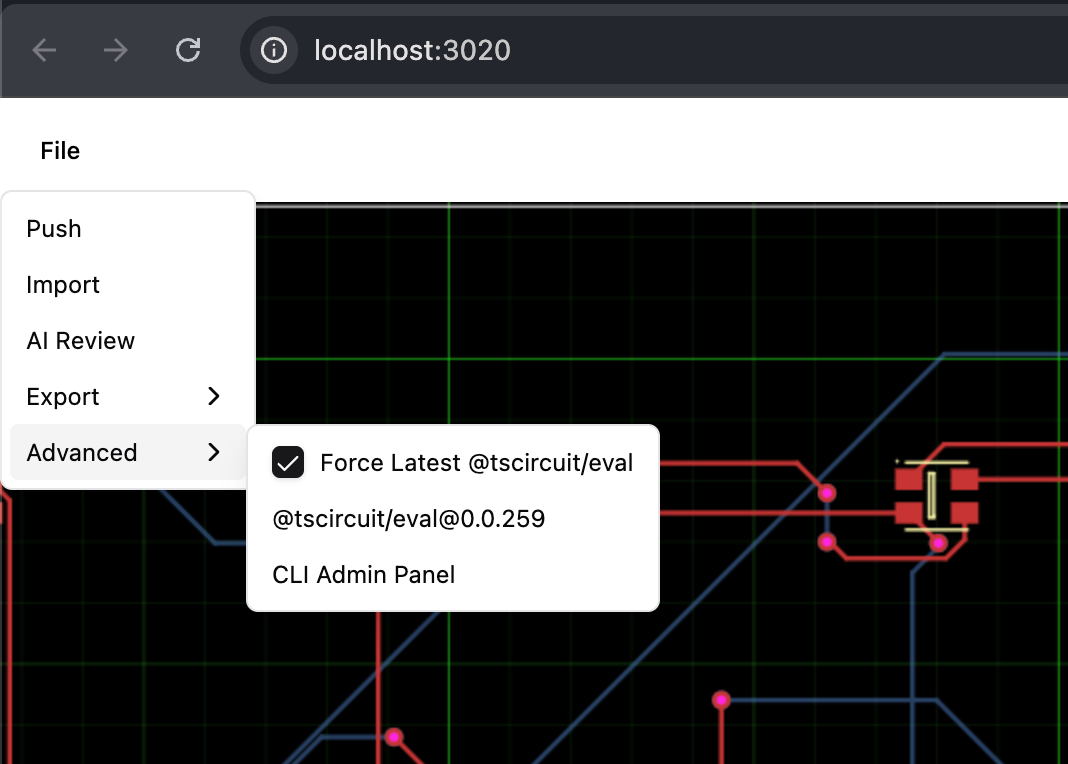 localhost:3020
File
Push
Import
AI Review
Export
Advanced
Force Latest @tscircuit/eval
@tscircuit/eval@0.0.259
CLI Admin Panel